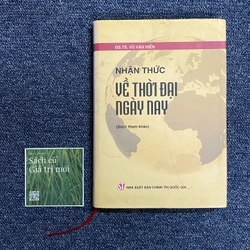 GS.TS. VŨ VĂN HIỀN
NHẬN THỨC
VỀ THỜI ĐẠI
NGÀY NAY
(Sách tham khảo)
NHÀ XUẤT BẢN CHÍNH TRỊ QUỐC GIA
Sách cũ
Giá trị mới